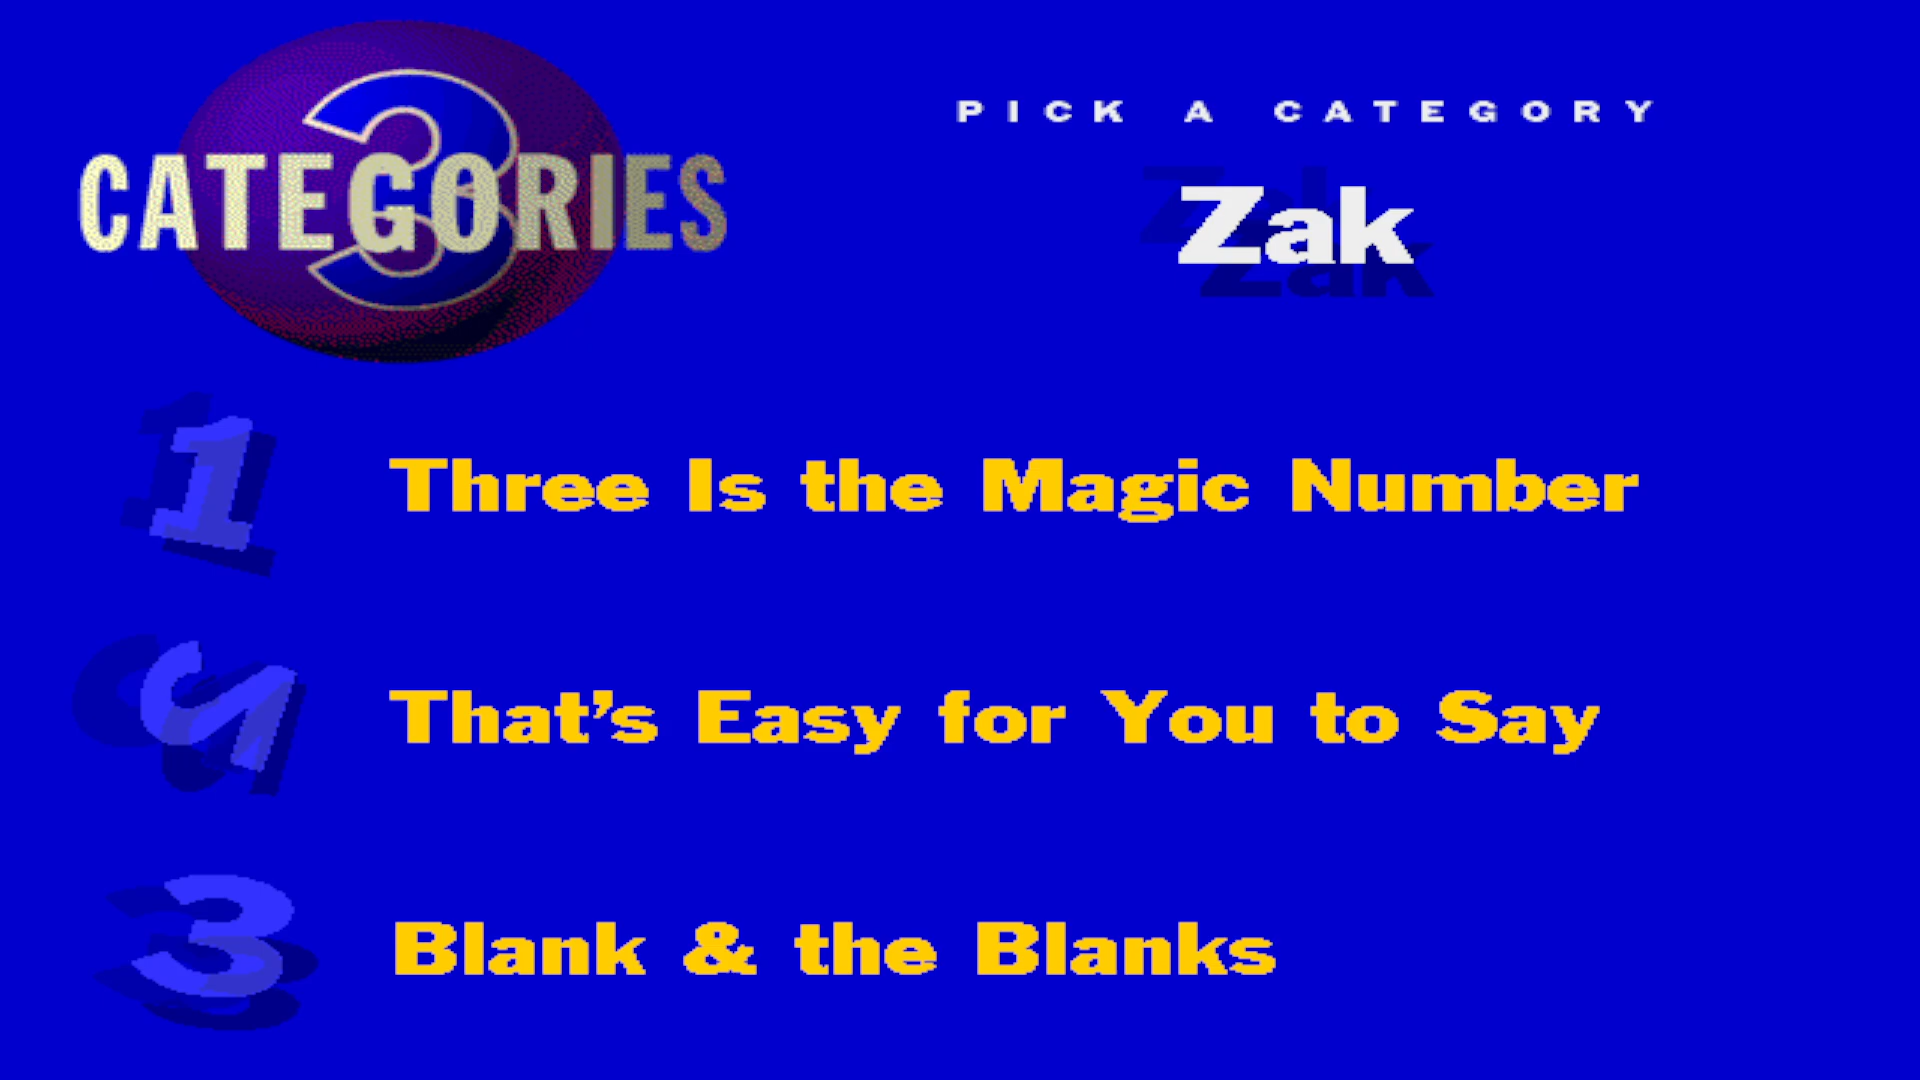 3
CATEGORIES
PICK A CATEGORY
Zak
1 Three Is the Magic Number
2 That’s Easy for You to Say
3 Blank & the Blanks